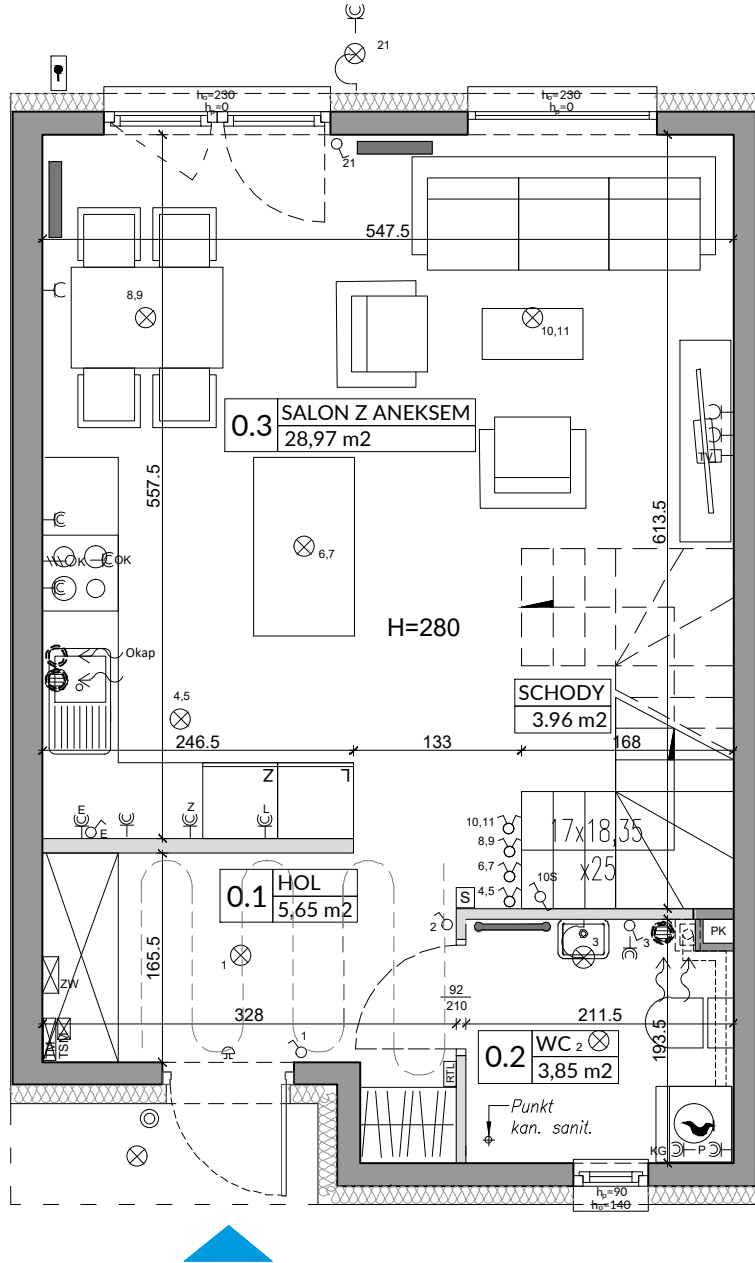 21
h₀=230
hₚ=0
h₀=230
hₚ=0
21
547.5
8,9
10,11
0.3
SALON Z ANEKSEM
28,97 m2
TV
557.5
613.5
6,7
OK
OK
H=280
Okap
4,5
SCHODY
3.96 m2
246.5
133
168
Z
L
E
Z
L
E
10,11
8,9
6,7
4,5
17x18,35
x25
10S
0.1
HOL
5,65 m2
S
2
3
3
PK
1
165.5
ZW
92
210
328
211.5
193.5
1
TM
TSM
0.2
WC
2
3,85 m2
RTL
Punkt
kan. sanit.
KG
P
hₚ=90
h₀=140